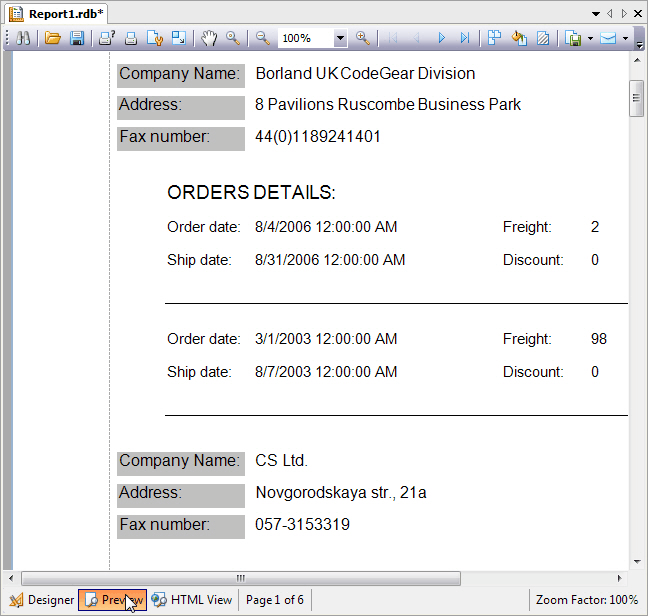 Report1.rdb*
100%
Company Name: Borland UK CodeGear Division
Address: 8 Pavilions Ruscombe Business Park
Fax number: 44(0)1189241401
ORDERS DETAILS:
Order date: 8/4/2006 12:00:00 AM Freight: 2
Ship date: 8/31/2006 12:00:00 AM Discount: 0
Order date: 3/1/2003 12:00:00 AM Freight: 98
Ship date: 8/7/2003 12:00:00 AM Discount: 0
Company Name: CS Ltd.
Address: Novgorodskaya str., 21a
Fax number: 057-3153319
Designer Preview HTML View Page 1 of 6 Zoom Factor: 100%